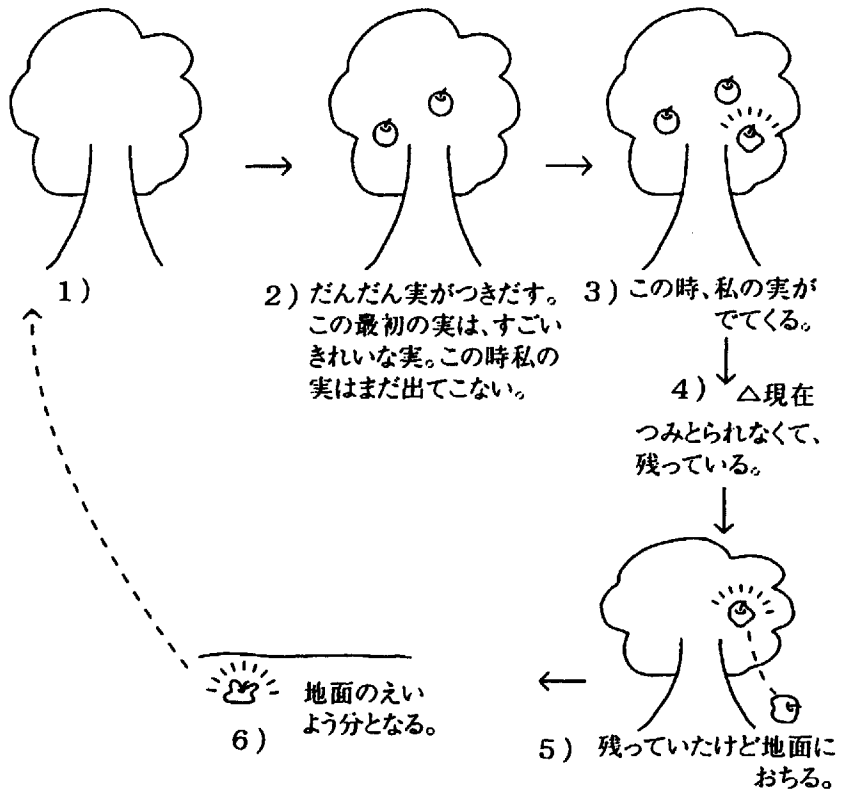 1)
2) だんだん実がつきだす。
この最初の実は、すごい
きれいな実。この時私の
実はまだ出てこない。
3) この時、私の実が
でてくる。
4) △現在
つみとられなくて、
残っている。
5) 残っていたけど地面に
おちる。
6) 地面のえい
よう分となる。